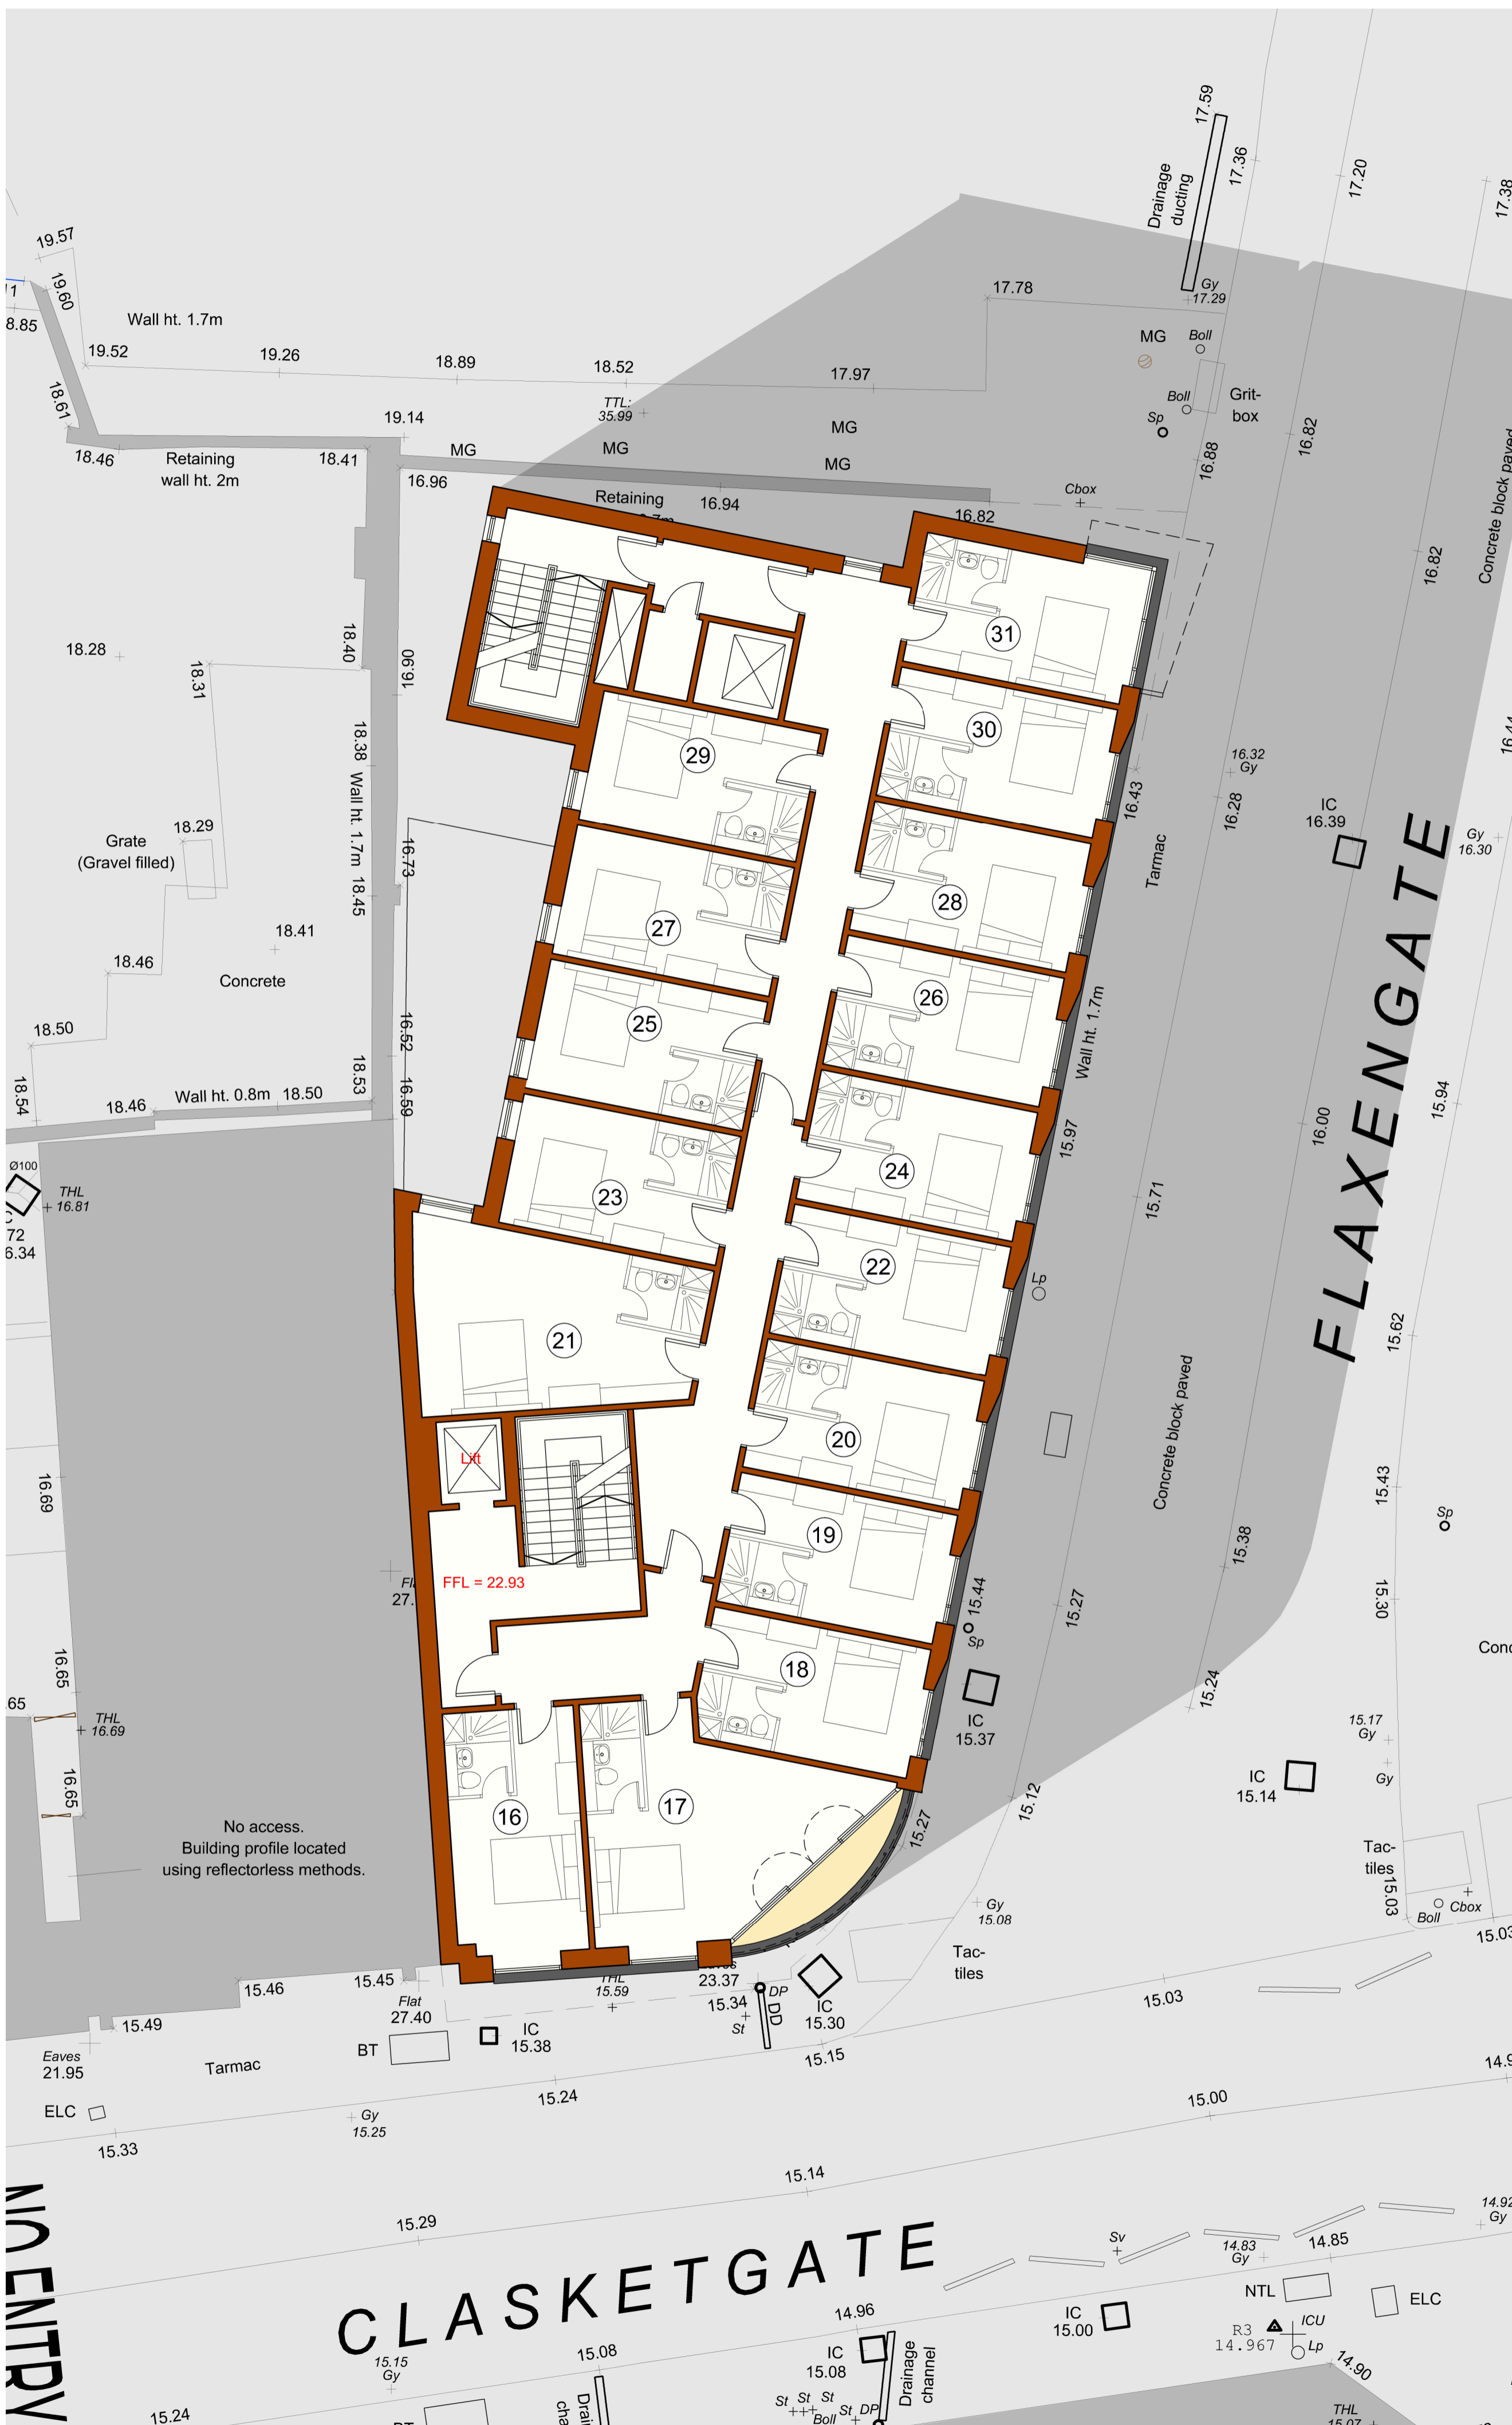 17.59
17.36
Drainage
ducting
17.20
17.38
19.57
19.60
8.85
Wall ht. 1.7m
17.78
Gy
17.29
MG
Boll
19.52
19.26
18.89
18.52
17.97
18.61
TTL:
35.99
Boll
Grit-
box
Sp
19.14
MG
MG
MG
MG
16.82
18.46
Retaining
wall ht. 2m
18.41
16.96
Retaining
16.94
16.88
Cbox
16.82
16.82
Concrete block paved
18.28
18.31
18.40
16.90
31
30
29
18.38
Wall ht. 1.7m
18.45
16.32
Gy
16.28
16.43
Tarmac
IC
16.39
Gy
16.30
Grate
(Gravel filled)
18.29
16.73
28
27
18.41
Concrete
18.46
26
25
18.50
16.52
Wall ht. 1.7m
FLAXENGATE
18.54
18.46
Wall ht. 0.8m
18.50
18.53
16.59
15.94
16.00
15.97
Ø100
THL
16.81
72
6.34
24
23
15.71
22
Lp
21
15.62
20
Concrete block paved
Lift
16.69
15.43
Sp
19
15.38
FFL = 22.93
27.
15.44
Sp
15.27
15.30
16.65
18
65
THL
16.69
IC
15.37
15.24
15.17
Gy
Gy
16.65
IC
15.14
16
17
15.12
15.27
No access.
Building profile located
using reflectorless methods.
Tac-
tiles
15.03
Boll
Cbox
Gy
15.08
15.03
Tac-
tiles
15.46
15.45
Flat
27.40
THL
15.59
23.37
15.34
St
DP
DD
IC
15.30
15.03
15.49
Eaves
21.95
Tarmac
BT
IC
15.38
15.15
ELC
Gy
15.25
15.24
15.00
15.33
15.14
15.29
NO ENTRY
CLASKETGATE
14.92
Gy
Sv
14.83
Gy
14.85
NTL
ELC
14.96
IC
15.00
R3
14.967
ICU
Lp
IC
15.08
Drainage
channel
15.08
15.15
Gy
14.90
St
St
St
St
DP
Boll
THL
15.07
15.24